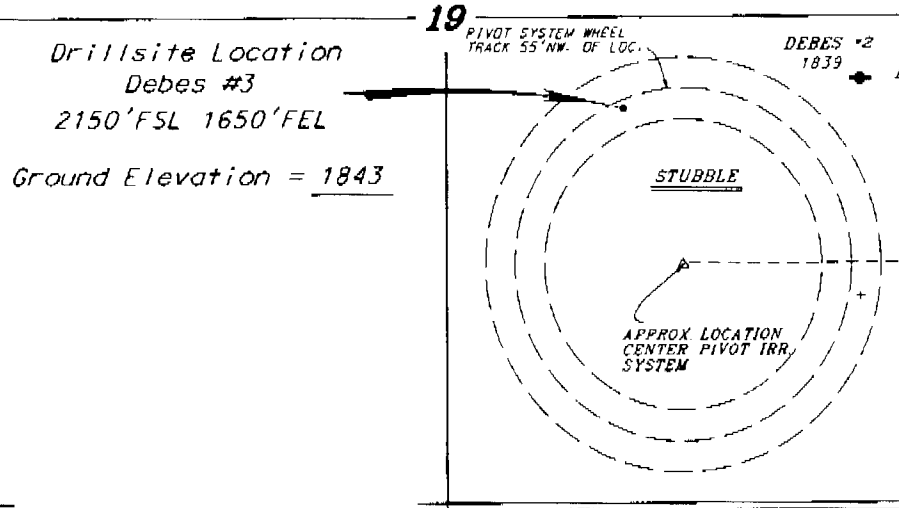 19
Drillsite Location
Debes #3
2150'FSL 1650'FEL
Ground Elevation = 1843
PIVOT SYSTEM WHEEL
TRACK 55'NW. OF LOC.
DEBES #2
1839
STUBBLE
APPROX. LOCATION
CENTER PIVOT IRR.
SYSTEM